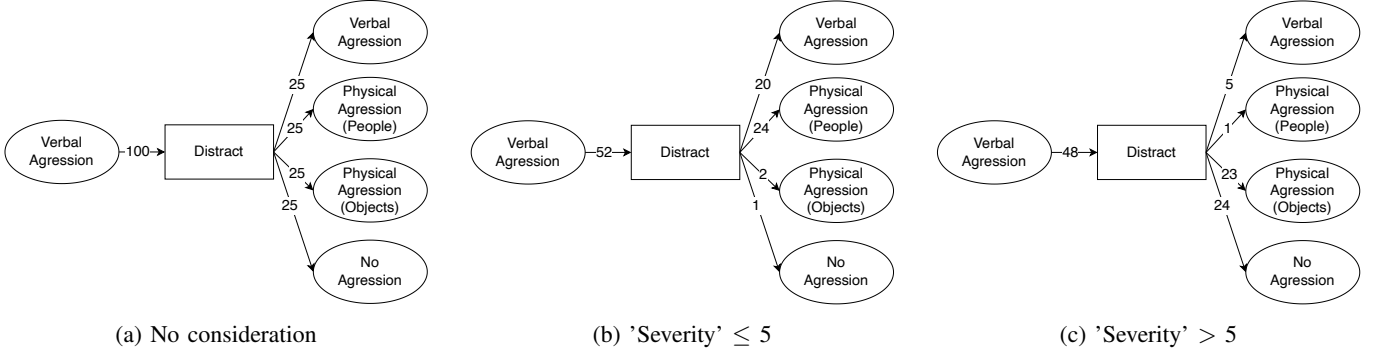 Verbal
Agression
100
Distract
25
25
25
25
Verbal
Agression
Physical
Agression
(People)
Physical
Agression
(Objects)
No
Agression
(a) No consideration
Verbal
Agression
52
Distract
20
24
2
1
Verbal
Agression
Physical
Agression
(People)
Physical
Agression
(Objects)
No
Agression
(b) 'Severity' ≤ 5
Verbal
Agression
48
Distract
5
1
23
24
Verbal
Agression
Physical
Agression
(People)
Physical
Agression
(Objects)
No
Agression
(c) 'Severity' > 5